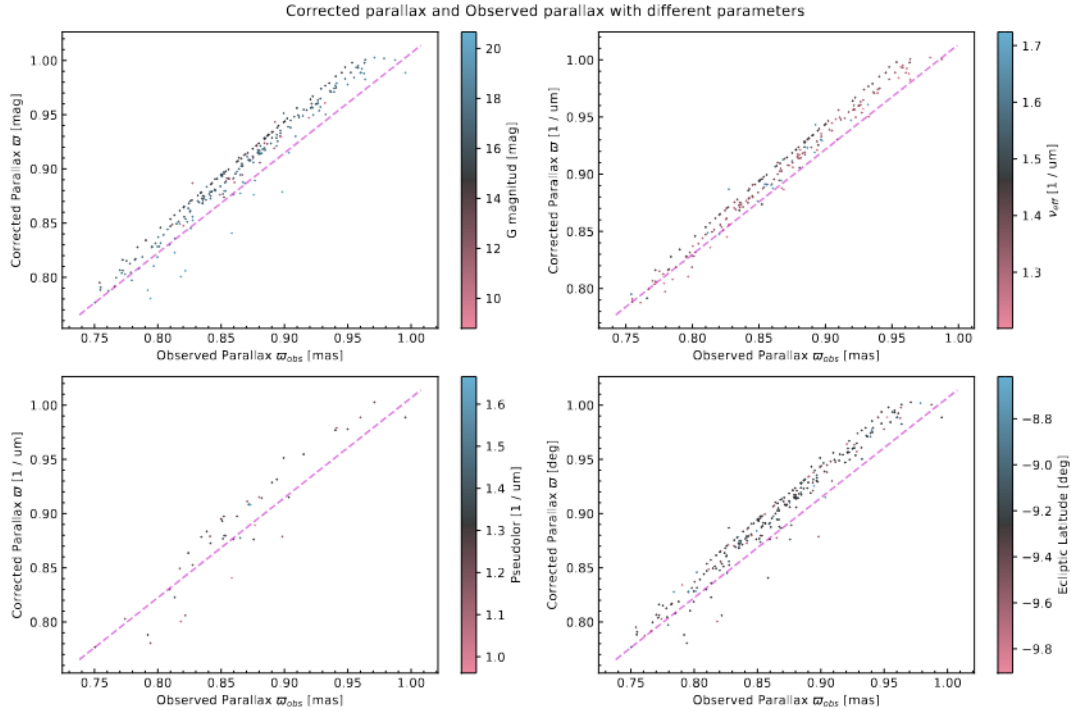 Corrected parallax and Observed parallax with different parameters
Corrected Parallax ϖ [mag]
1.00
0.95
0.90
0.85
0.80
0.75 0.80 0.85 0.90 0.95 1.00
Observed Parallax ϖobs [mas]
20
18
16
14
12
10
G magnitud [mag]
Corrected Parallax ϖ [1 / um]
1.00
0.95
0.90
0.85
0.80
0.75 0.80 0.85 0.90 0.95 1.00
Observed Parallax ϖobs [mas]
1.7
1.6
1.5
1.4
1.3
νeff [1 / um]
Corrected Parallax ϖ [1 / um]
1.00
0.95
0.90
0.85
0.80
0.75 0.80 0.85 0.90 0.95 1.00
Observed Parallax ϖobs [mas]
1.6
1.5
1.4
1.3
1.2
1.1
1.0
Pseudolor [1 / um]
Corrected Parallax ϖ [deg]
1.00
0.95
0.90
0.85
0.80
0.75 0.80 0.85 0.90 0.95 1.00
Observed Parallax ϖobs [mas]
−8.8
−9.0
−9.2
−9.4
−9.6
−9.8
Ecliptic Latitude [deg]